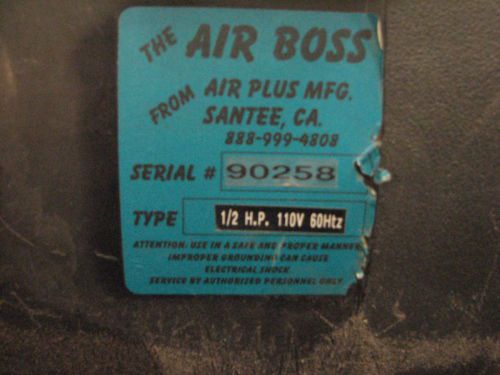 THE AIR BOSS
FROM AIR PLUS MFG.
SANTEE, CA.
888-999-4808
SERIAL # 90258
TYPE 1/2 H.P. 110V 60Htz
ATTENTION: USE IN A SAFE AND PROPER MANNER
IMPROPER GROUNDING CAN CAUSE
ELECTRICAL SHOCK.
SERVICE BY AUTHORIZED PERSONNEL ONLY